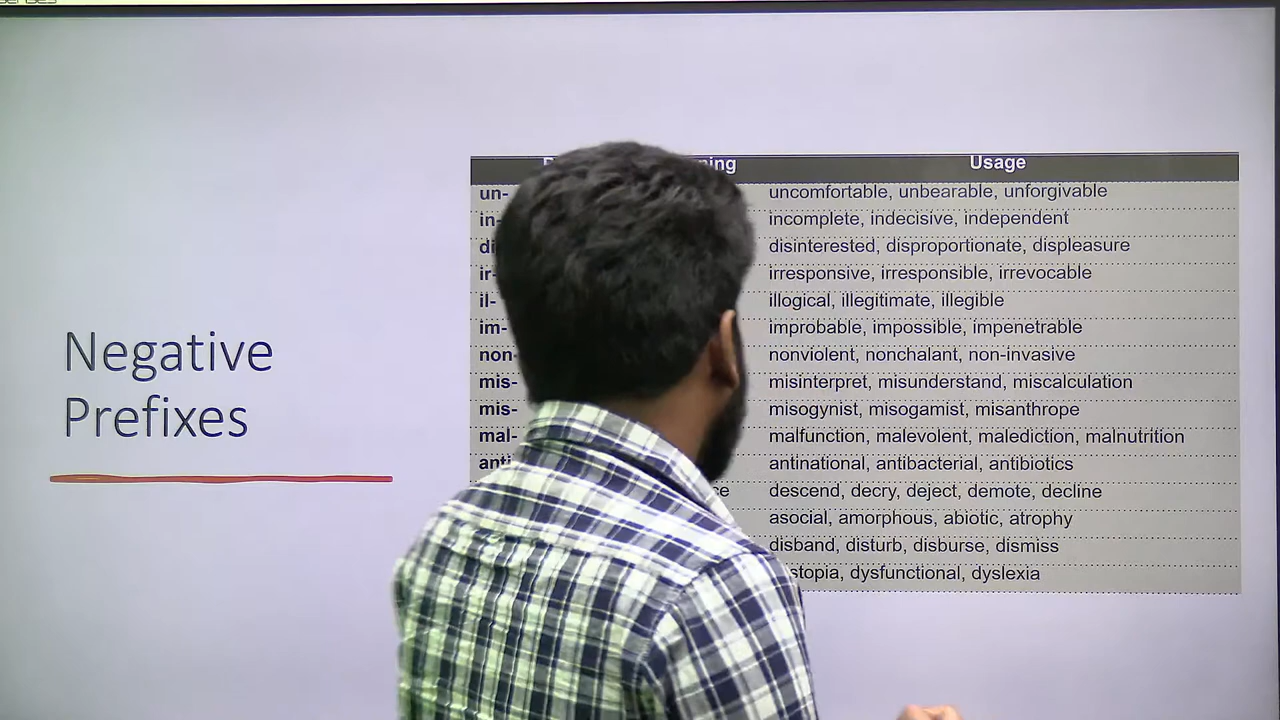 Negative
Prefixes
Usage
un- uncomfortable, unbearable, unforgivable
in- incomplete, indecisive, independent
disinterested, disproportionate, displeasure
ir- irresponsive, irresponsible, irrevocable
il- illogical, illegitimate, illegible
im- improbable, impossible, impenetrable
non- nonviolent, nonchalant, non-invasive
mis- misinterpret, misunderstand, miscalculation
mis- misogynist, misogamist, misanthrope
mal- malfunction, malevolent, malediction, malnutrition
anti antinational, antibacterial, antibiotics
descend, decry, deject, demote, decline
asocial, amorphous, abiotic, atrophy
disband, disturb, disburse, dismiss
dysfunctional, dyslexia